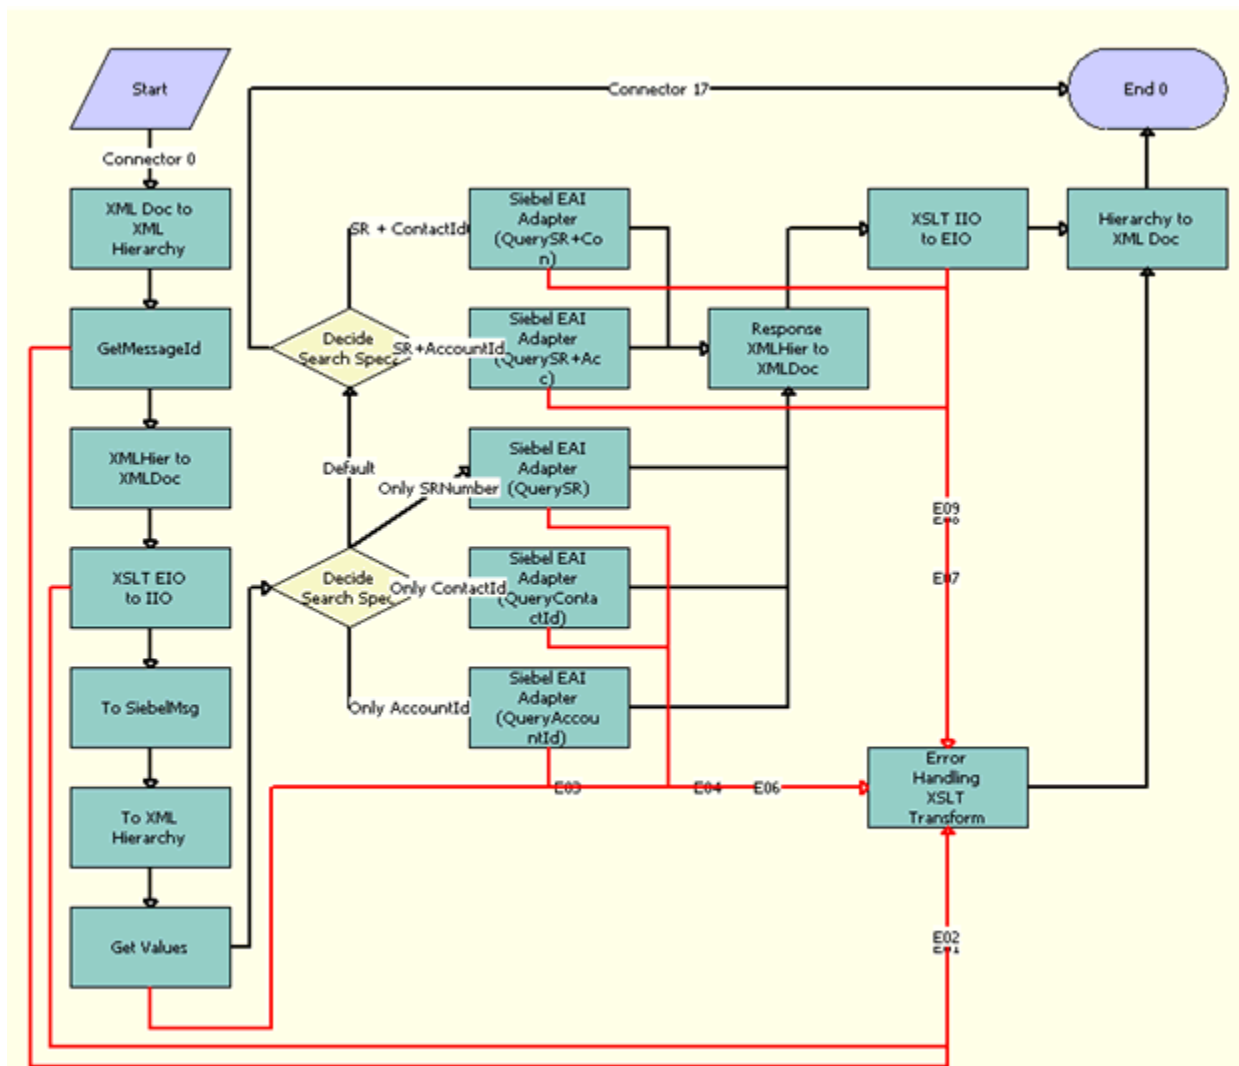 Start
Connector 17
End 0
Connector 0
XML Doc to
XML
Hierarchy
SR + ContactId
Siebel EAI
Adapter
(QuerySR+Co
n)
XSLT IIO
to EIO
Hierarchy to
XML Doc
GetMessageId
Decide
Search Spec
SR+AccountId
Siebel EAI
Adapter
(QuerySR+Ac
c)
Response
XMLHier to
XMLDoc
XMLHier to
XMLDoc
Default
Only SRNumber
Siebel EAI
Adapter
(QuerySR)
E09
XSLT EIO
to IIO
Decide
Search Spec
Only ContactId
Siebel EAI
Adapter
(QueryConta
ctId)
E07
To SiebelMsg
Only AccountId
Siebel EAI
Adapter
(QueryAccou
ntId)
To XML
Hierarchy
E03
E04
E06
Error
Handling
XSLT
Transform
Get Values
E02